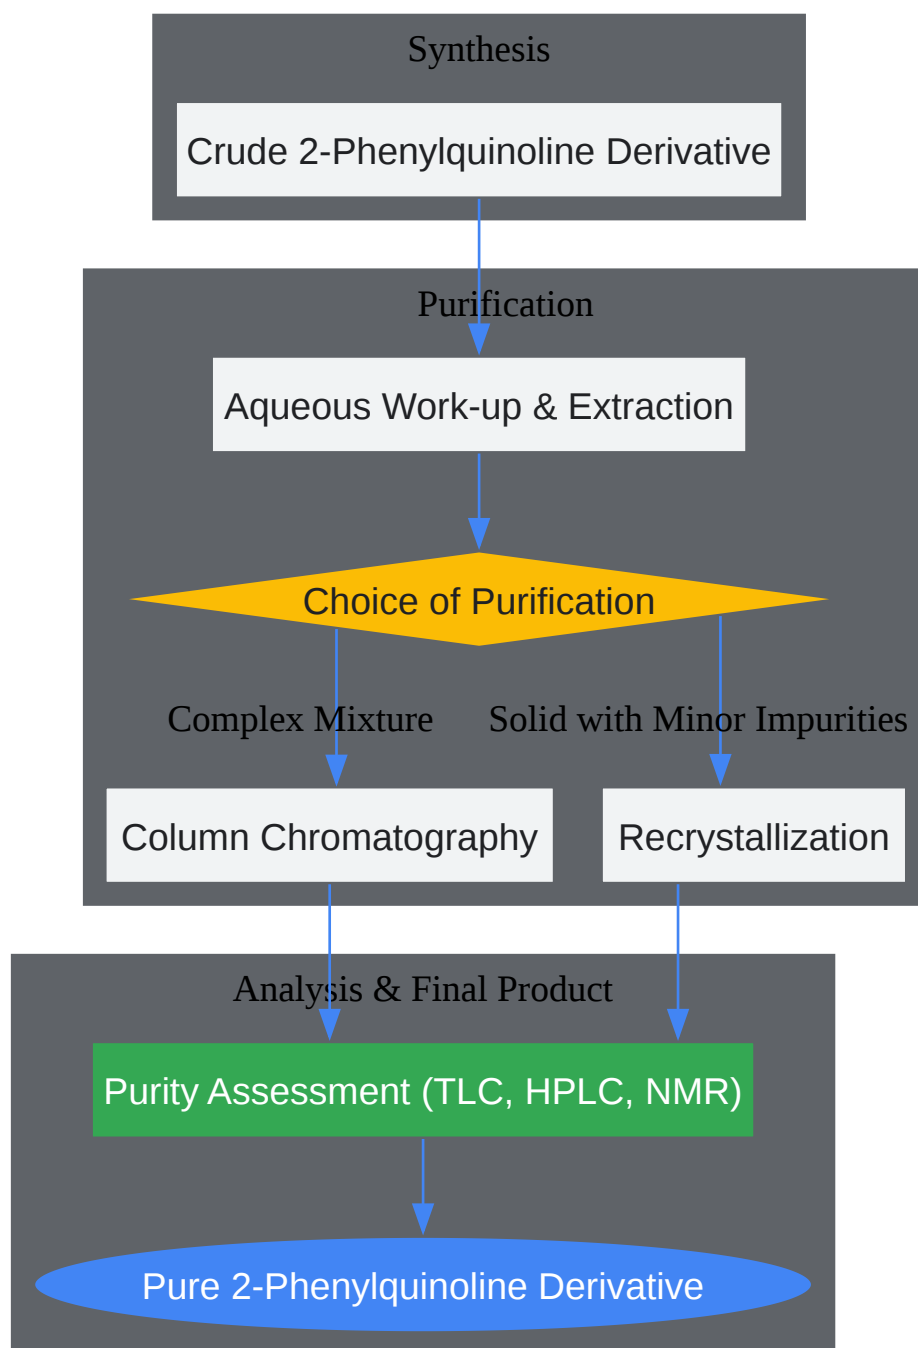 Synthesis
Crude 2-Phenylquinoline Derivative
Purification
Aqueous Work-up & Extraction
Choice of Purification
Complex Mixture
Solid with Minor Impurities
Column Chromatography
Recrystallization
Analysis & Final Product
Purity Assessment (TLC, HPLC, NMR)
Pure 2-Phenylquinoline Derivative